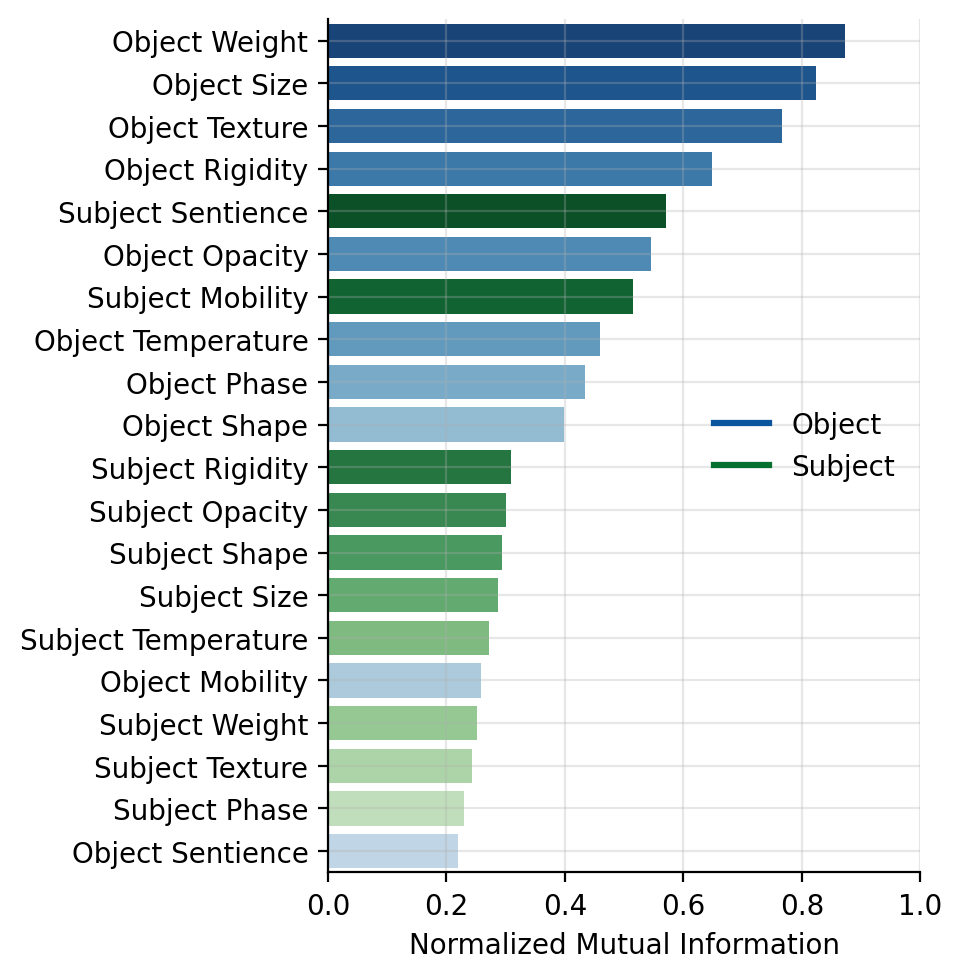 Object Weight
Object Size
Object Texture
Object Rigidity
Subject Sentience
Object Opacity
Subject Mobility
Object Temperature
Object Phase
Object Shape
Subject Rigidity
Subject Opacity
Subject Shape
Subject Size
Subject Temperature
Object Mobility
Subject Weight
Subject Texture
Subject Phase
Object Sentience
Object
Subject
0.0 0.2 0.4 0.6 0.8 1.0
Normalized Mutual Information